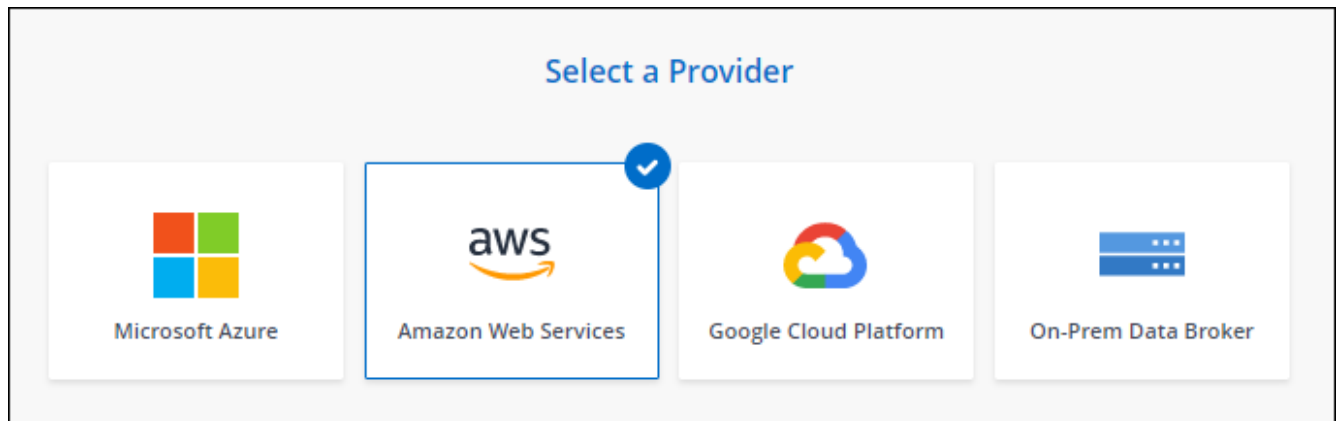 Select a Provider
aws
Microsoft Azure
Amazon Web Services
Google Cloud Platform
On-Prem Data Broker